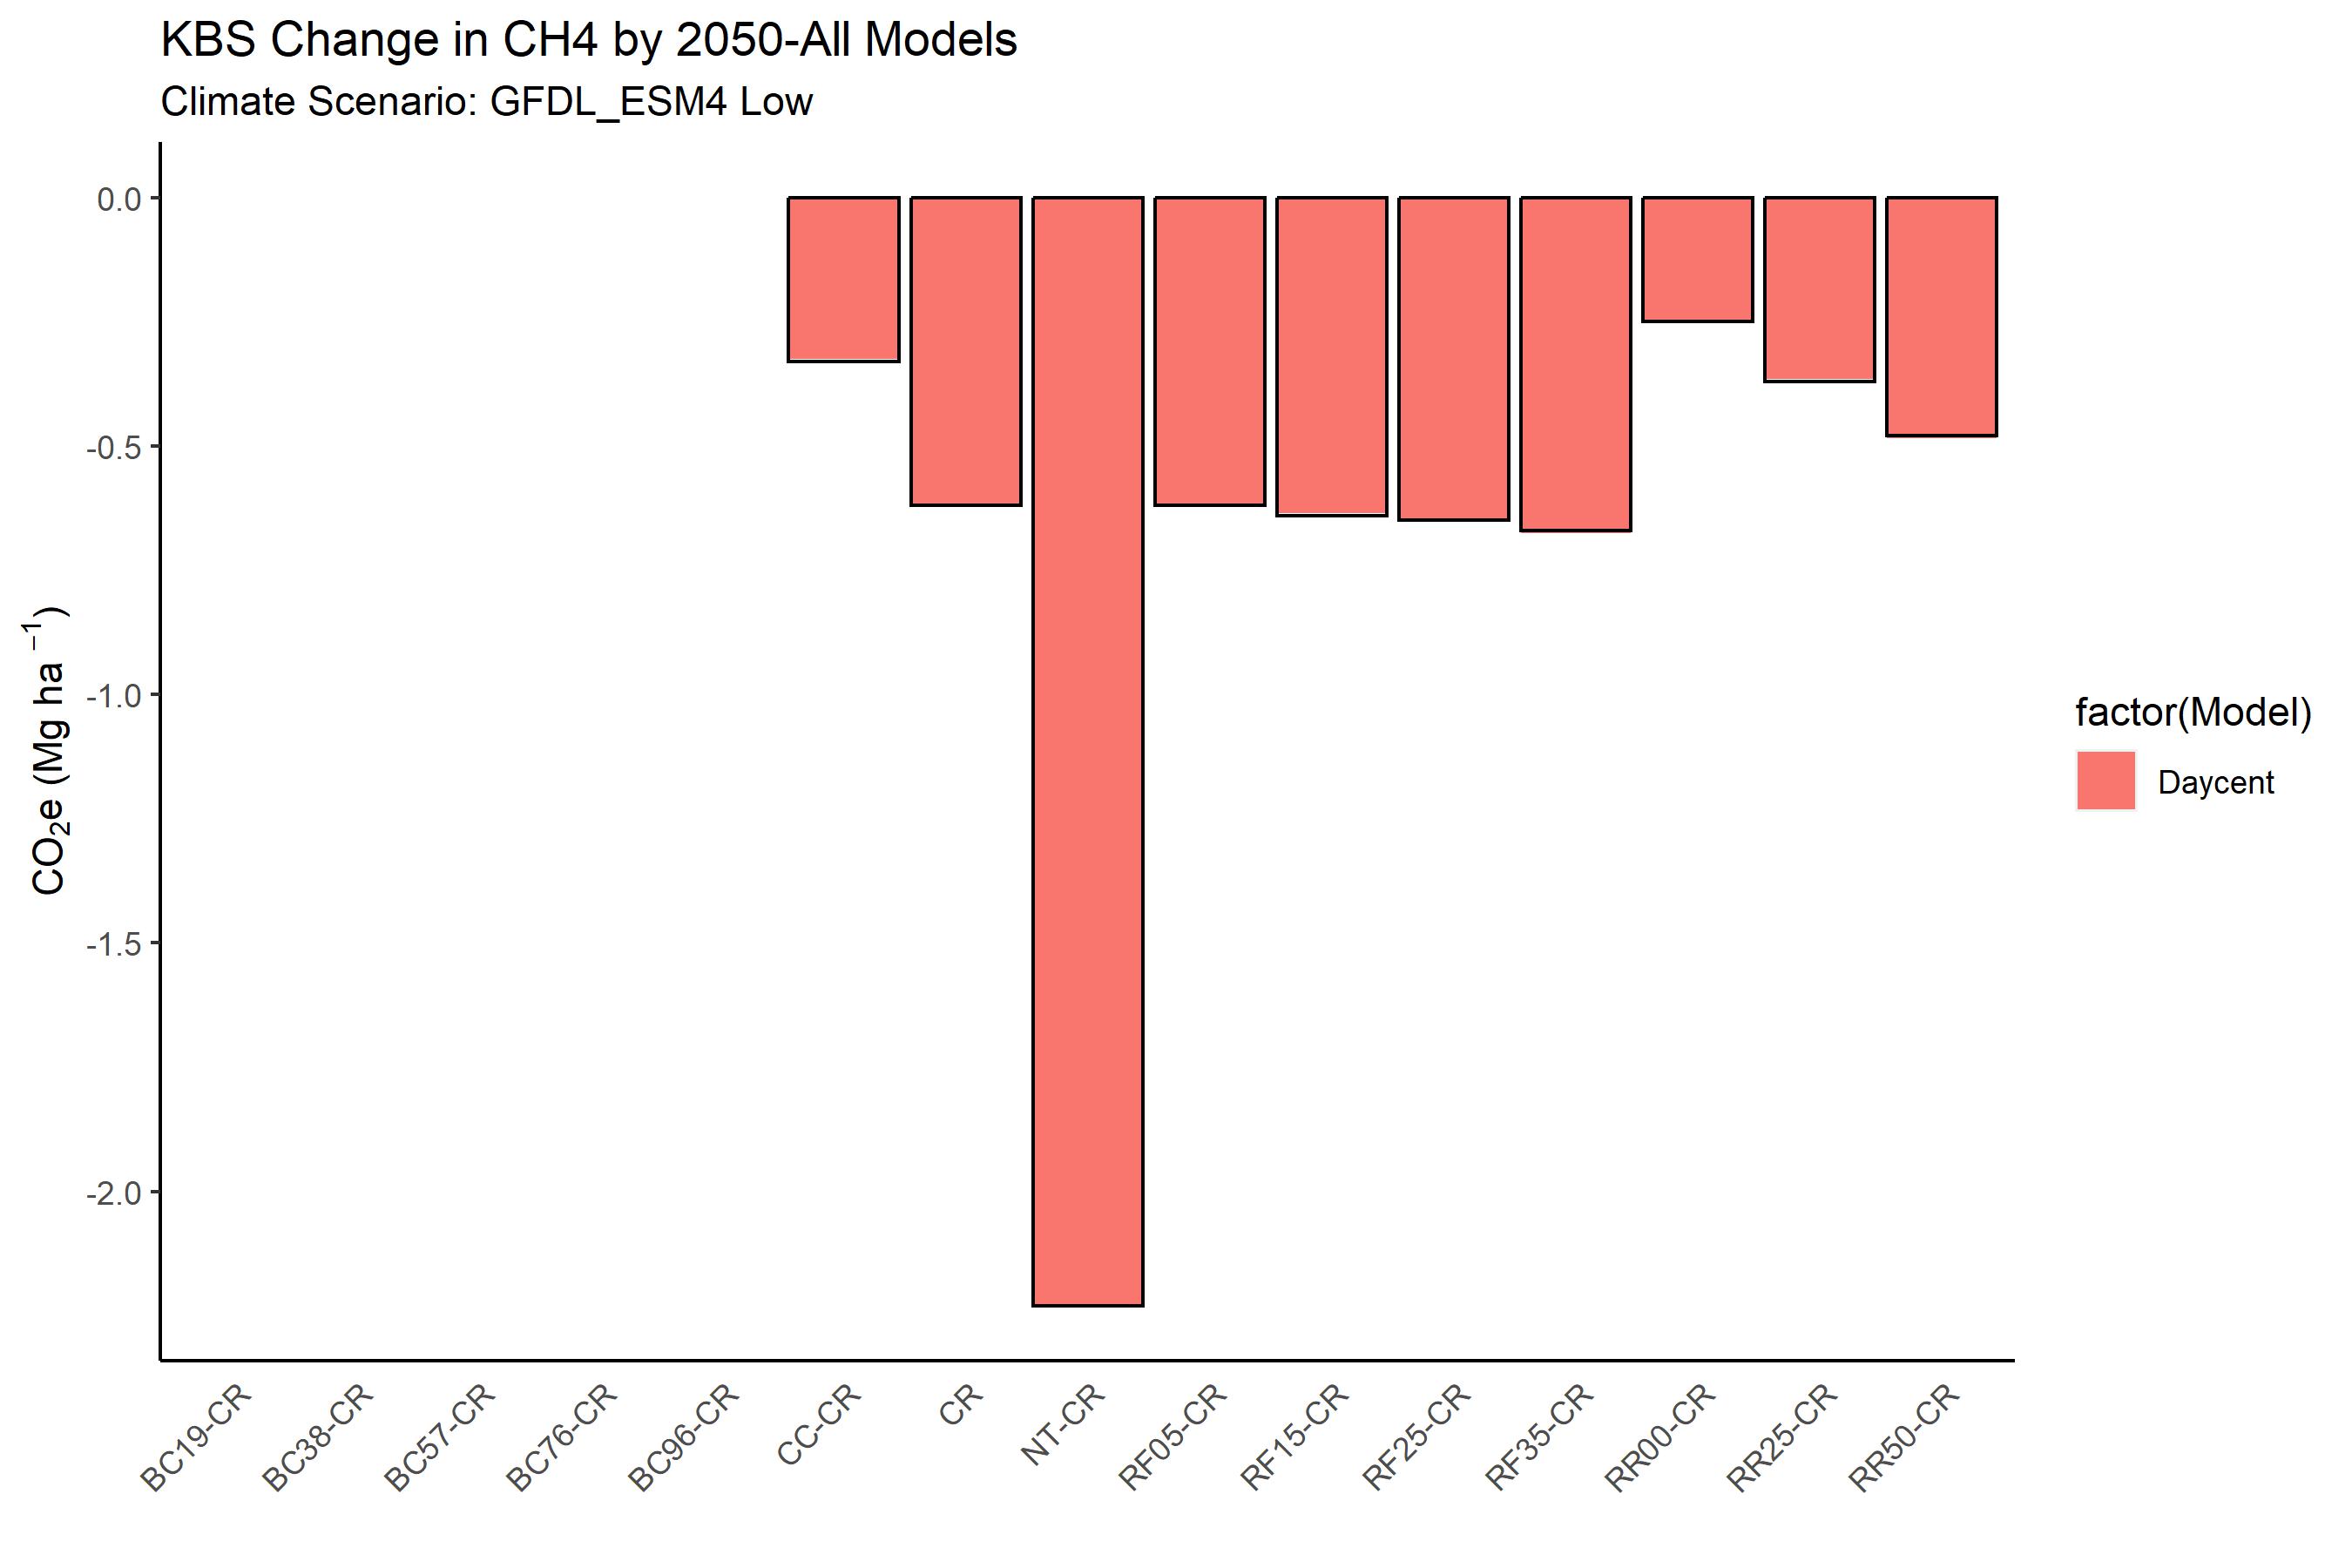 KBS Change in CH4 by 2050-All Models
Climate Scenario: GFDL_ESM4 Low
CO₂e (Mg ha ⁻¹)
0.0
-0.5
-1.0
-1.5
-2.0
BC19-CR
BC38-CR
BC57-CR
BC76-CR
BC96-CR
CC-CR
CR
NT-CR
RF05-CR
RF15-CR
RF25-CR
RF35-CR
RR00-CR
RR25-CR
RR50-CR
factor(Model)
Daycent